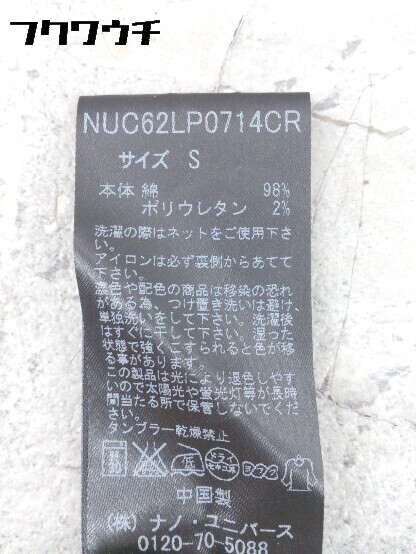 フクワウチ
NUC62LP0714CR
サイズ S
本体 綿 98%
ポリウレタン 2%
洗濯の際はネットをご使用下さ
い。
アイロンは必ず裏側からあてて
下さい。
濃色や配色の商品は移染の恐れ
がある為、つけ置き洗いは避け、
単独洗いをして下さい。洗濯後
はすぐに干して下さい。湿った
状態で強くこすられると色が移
る事があります。
この製品は光により退色しやす
いので太陽光や蛍光灯等が長時
間当たる所で保管しないでくだ
さい。
タンブラー乾燥禁止
中国製
(株) ナノ・ユニバース
0120-70-5088